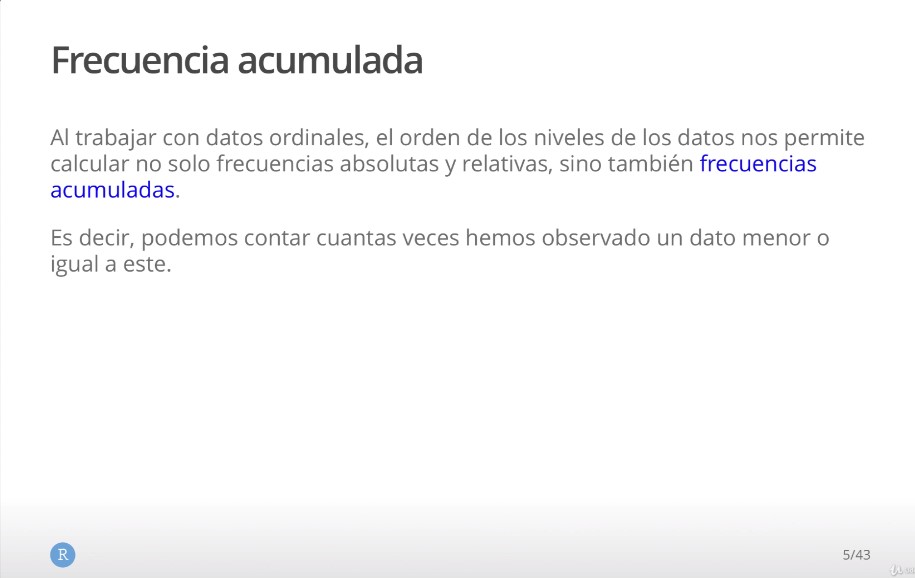 Frecuencia acumulada
Al trabajar con datos ordinales, el orden de los niveles de los datos nos permite
calcular no solo frecuencias absolutas y relativas, sino también frecuencias
acumuladas.
Es decir, podemos contar cuantas veces hemos observado un dato menor o
igual a este.
R
5/43